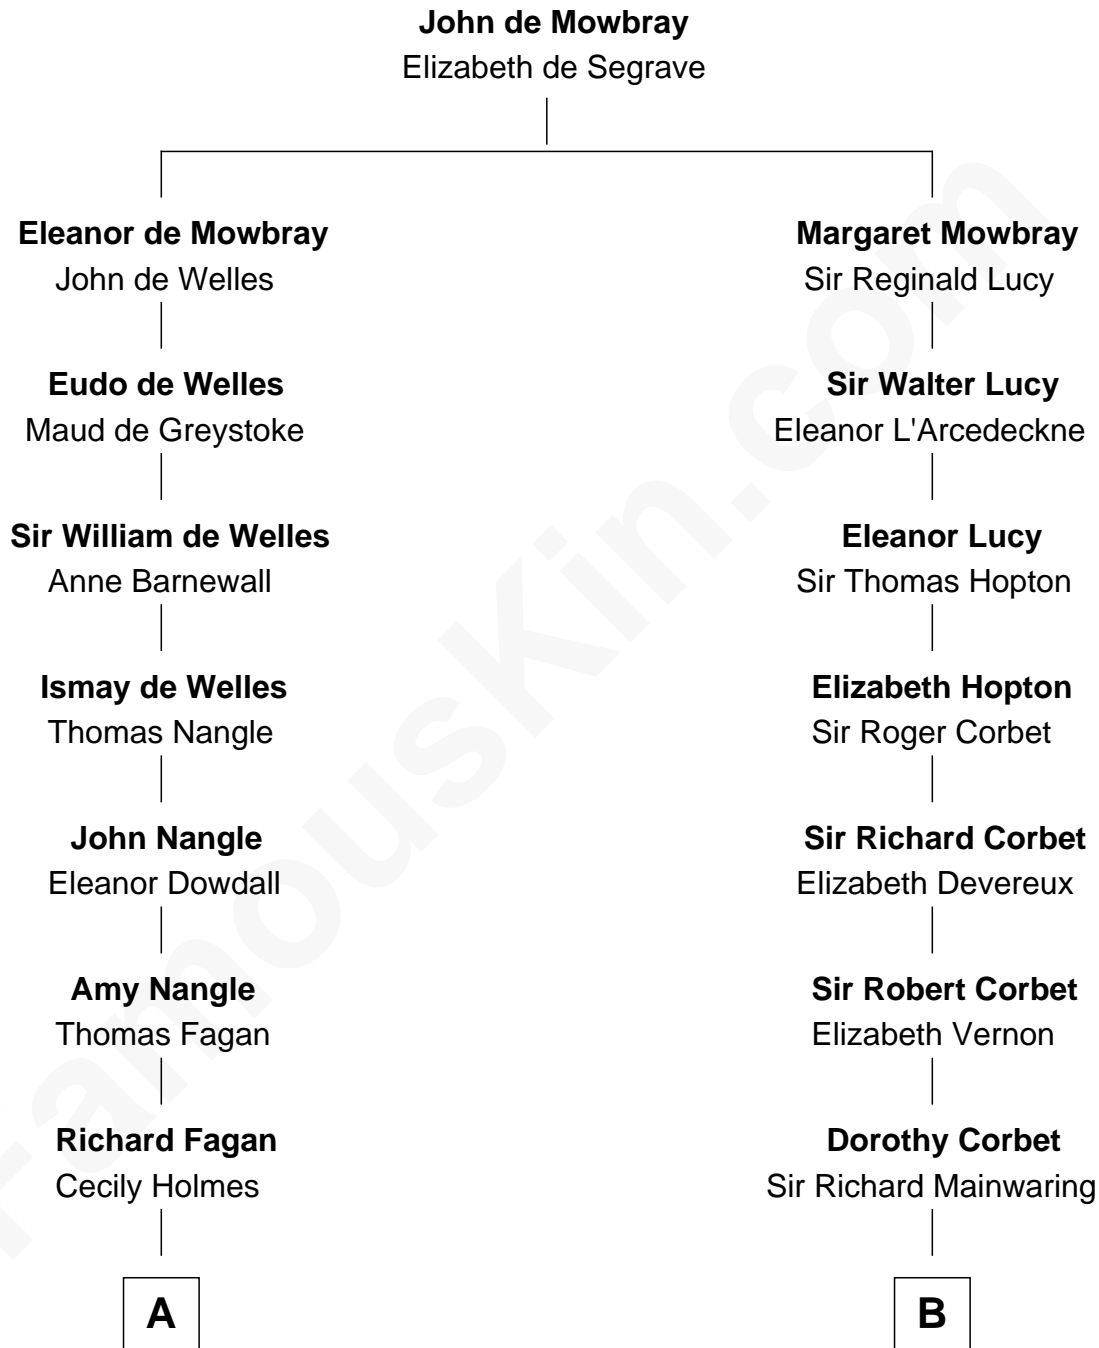 John de Mowbray
Elizabeth de Segrave
Eleanor de Mowbray
John de Welles
Margaret Mowbray
Sir Reginald Lucy
Eudo de Welles
Maud de Greystoke
Sir Walter Lucy
Eleanor L'Arcedeckne
Sir William de Welles
Anne Barnewall
Eleanor Lucy
Sir Thomas Hopton
Ismay de Welles
Thomas Nangle
Elizabeth Hopton
Sir Roger Corbet
John Nangle
Eleanor Dowdall
Sir Richard Corbet
Elizabeth Devereux
Amy Nangle
Thomas Fagan
Sir Robert Corbet
Elizabeth Vernon
Richard Fagan
Cecily Holmes
Dorothy Corbet
Sir Richard Mainwaring
A
B
FamousKin.com